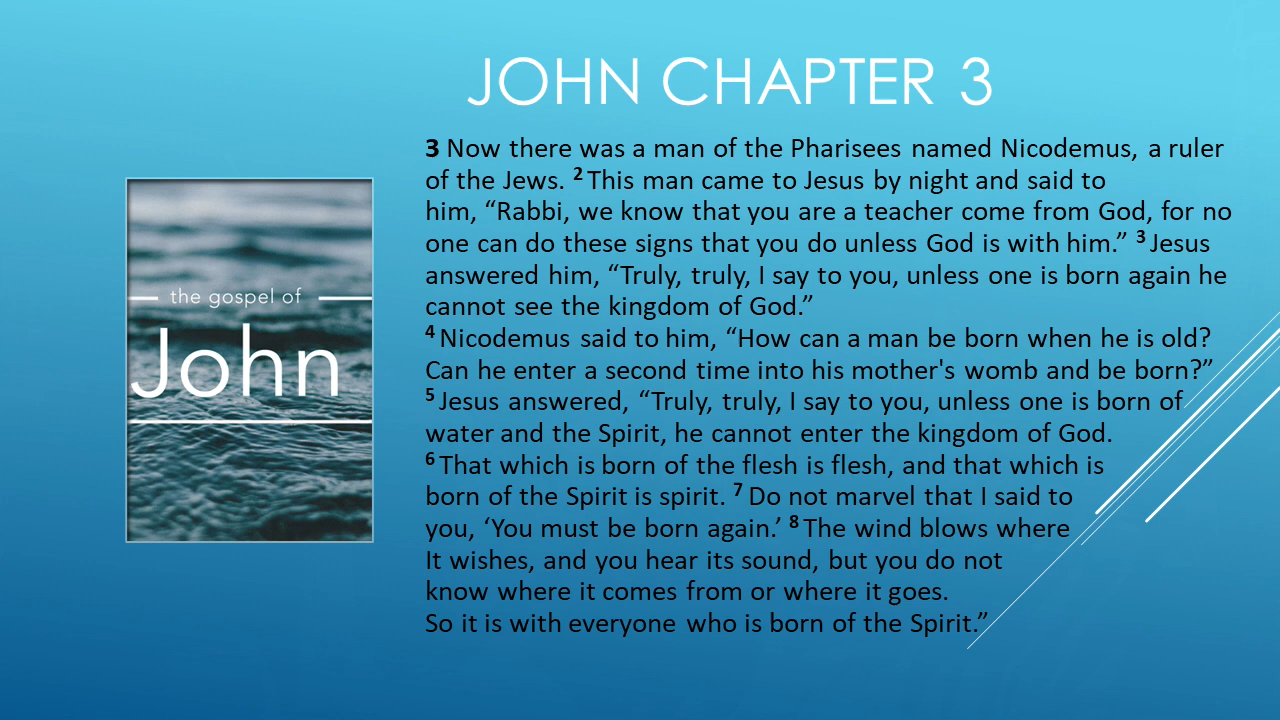 JOHN CHAPTER 3
the gospel of
John
3 Now there was a man of the Pharisees named Nicodemus, a ruler
of the Jews. 2 This man came to Jesus by night and said to
him, “Rabbi, we know that you are a teacher come from God, for no
one can do these signs that you do unless God is with him.” 3 Jesus
answered him, “Truly, truly, I say to you, unless one is born again he
cannot see the kingdom of God.”
4 Nicodemus said to him, “How can a man be born when he is old?
Can he enter a second time into his mother's womb and be born?”
5 Jesus answered, “Truly, truly, I say to you, unless one is born of
water and the Spirit, he cannot enter the kingdom of God.
6 That which is born of the flesh is flesh, and that which is
born of the Spirit is spirit. 7 Do not marvel that I said to
you, ‘You must be born again.’ 8 The wind blows where
It wishes, and you hear its sound, but you do not
know where it comes from or where it goes.
So it is with everyone who is born of the Spirit.”